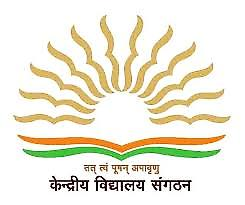 तत् त्वं पूषन् अपावृणु
केन्द्रीय विद्यालय संगठन